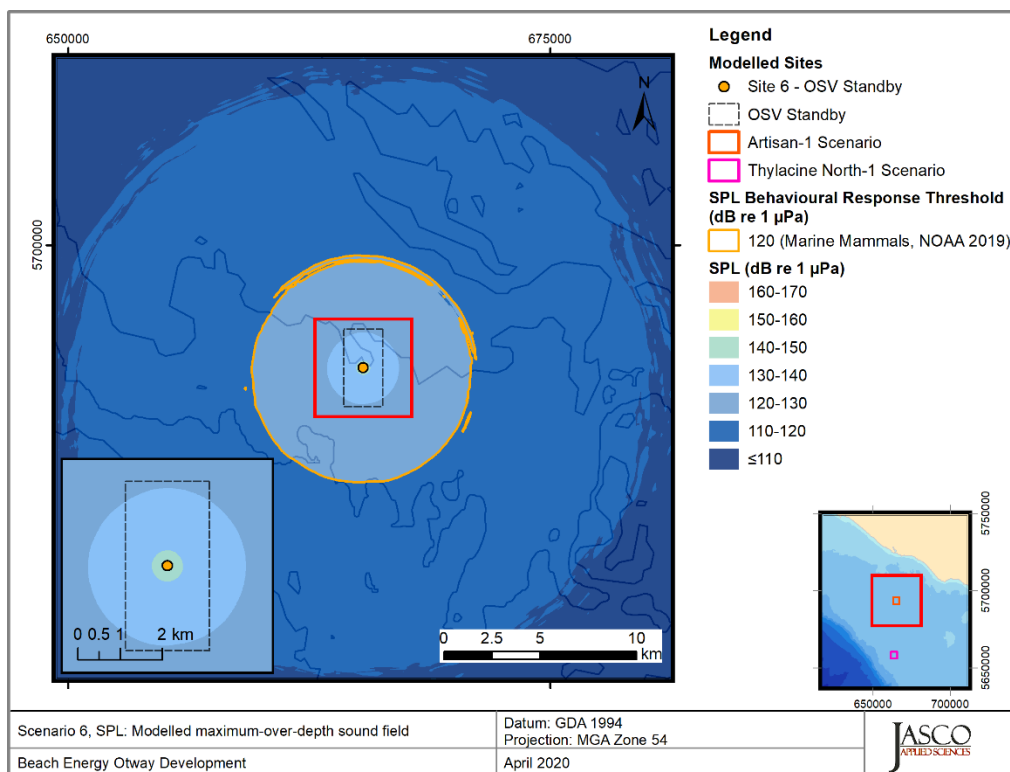 650000
675000
5700000
N
0 0.5 1 2 km
0 2.5 5 10
km
Legend
Modelled Sites
Site 6 - OSV Standby
OSV Standby
Artisan-1 Scenario
Thylacine North-1 Scenario
SPL Behavioural Response Threshold
(dB re 1 µPa)
120 (Marine Mammals, NOAA 2019)
SPL (dB re 1 µPa)
160-170
150-160
140-150
130-140
120-130
110-120
≤110
5750000
5700000
5650000
650000 700000
Scenario 6, SPL: Modelled maximum-over-depth sound field
Datum: GDA 1994
Projection: MGA Zone 54
Beach Energy Otway Development
April 2020
JASCO
APPLIED SCIENCES